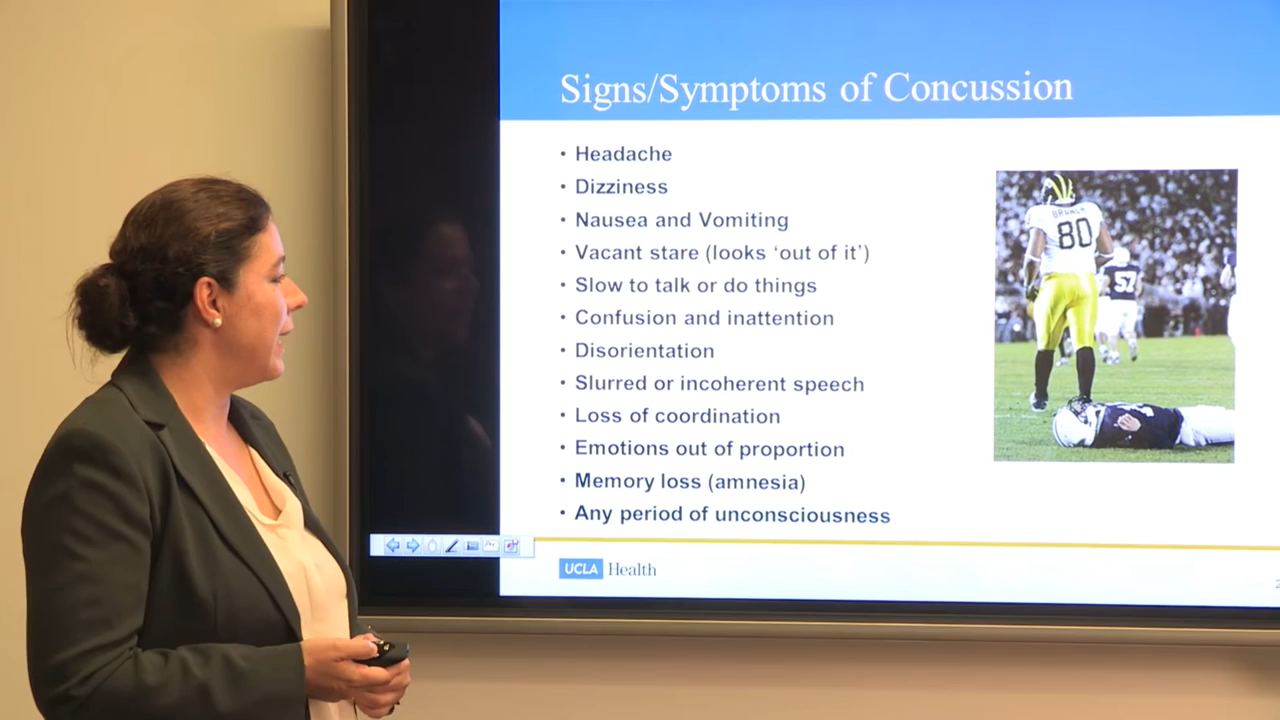 Signs/Symptoms of Concussion
• Headache
• Dizziness
• Nausea and Vomiting
• Vacant stare (looks ‘out of it’)
• Slow to talk or do things
• Confusion and inattention
• Disorientation
• Slurred or incoherent speech
• Loss of coordination
• Emotions out of proportion
• Memory loss (amnesia)
• Any period of unconsciousness
80
57
UCLA Health